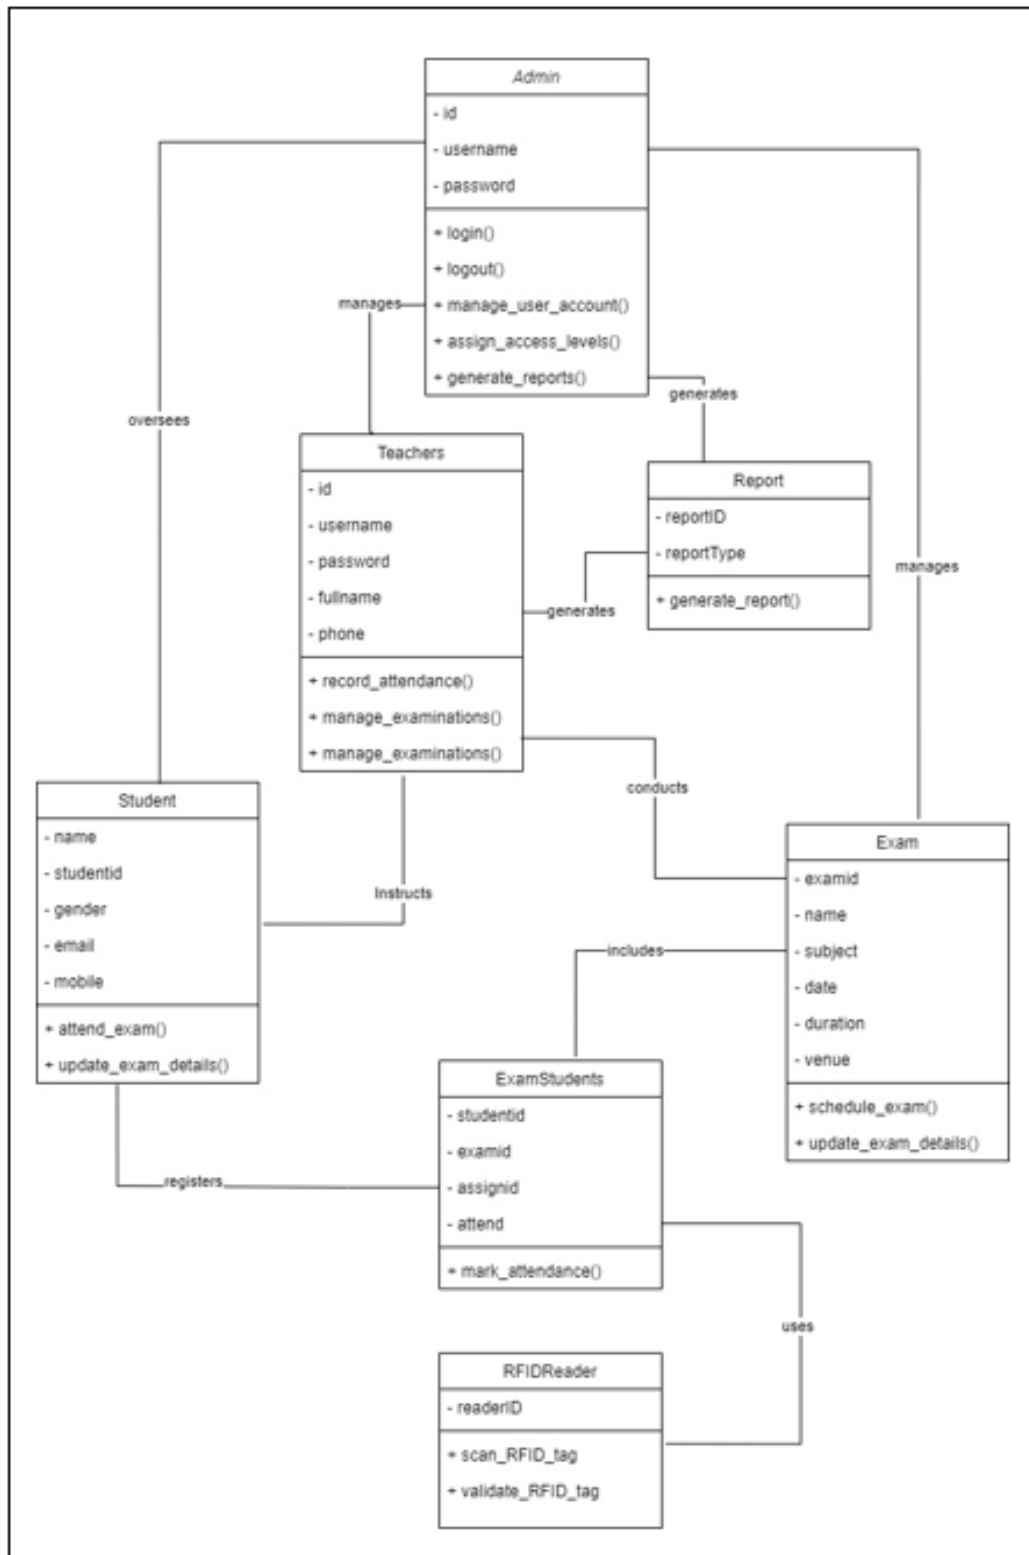 Admin
- id
- username
- password
+ login()
+ logout()
+ manage_user_account()
+ assign_access_levels()
+ generate_reports()
manages
generates
oversees
manages
Teachers
- id
- username
- password
- fullname
- phone
+ record_attendance()
+ manage_examinations()
+ manage_examinations()
Report
- reportID
- reportType
+ generate_report()
generates
conducts
Instructs
Student
- name
- studentid
- gender
- email
- mobile
+ attend_exam()
+ update_exam_details()
Exam
- examid
- name
- subject
- date
- duration
- venue
+ schedule_exam()
+ update_exam_details()
includes
registers
ExamStudents
- studentid
- examid
- assignid
- attend
+ mark_attendance()
uses
RFIDReader
- readerID
+ scan_RFID_tag
+ validate_RFID_tag